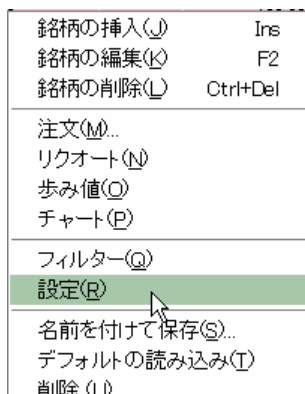 銘柄の挿入(J) Ins
銘柄の編集(K) F2
銘柄の削除(L) Ctrl+Del
注文(M)...
リクオート(N)
歩み値(O)
チャート(P)
フィルター(Q)
設定(R)
名前を付けて保存(S)...
デフォルトの読み込み(T)
削除 (U)